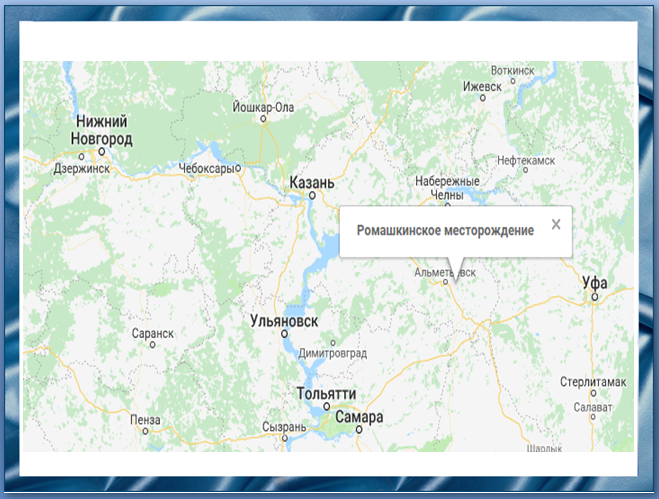 Воткинск
Ижевск
Йошкар-Ола
Нижний
Новгород
Дзержинск
Чебоксары
Нефтекамск
Казань
Набережные
Челны
Ромашкинское месторождение
Альметьевск
Уфа
Ульяновск
Саранск
Димитровград
Стерлитамак
Тольятти
Салават
Пенза
Самара
Сызрань
Шарлык